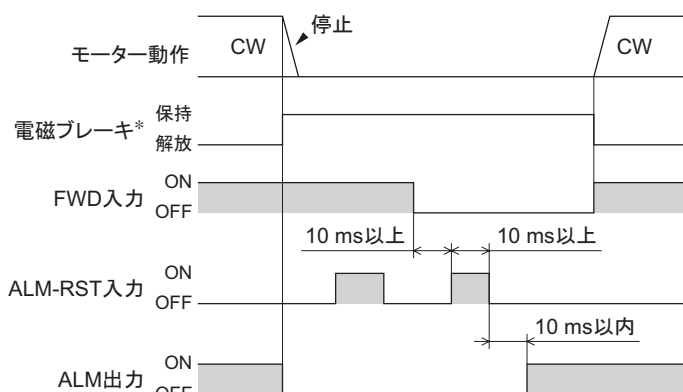 停止
モーター動作 CW CW
電磁ブレーキ* 保持
解放
FWD入力 ON
OFF
10 ms以上 10 ms以上
ALM-RST入力 ON
OFF
10 ms以内
ALM出力 ON
OFF